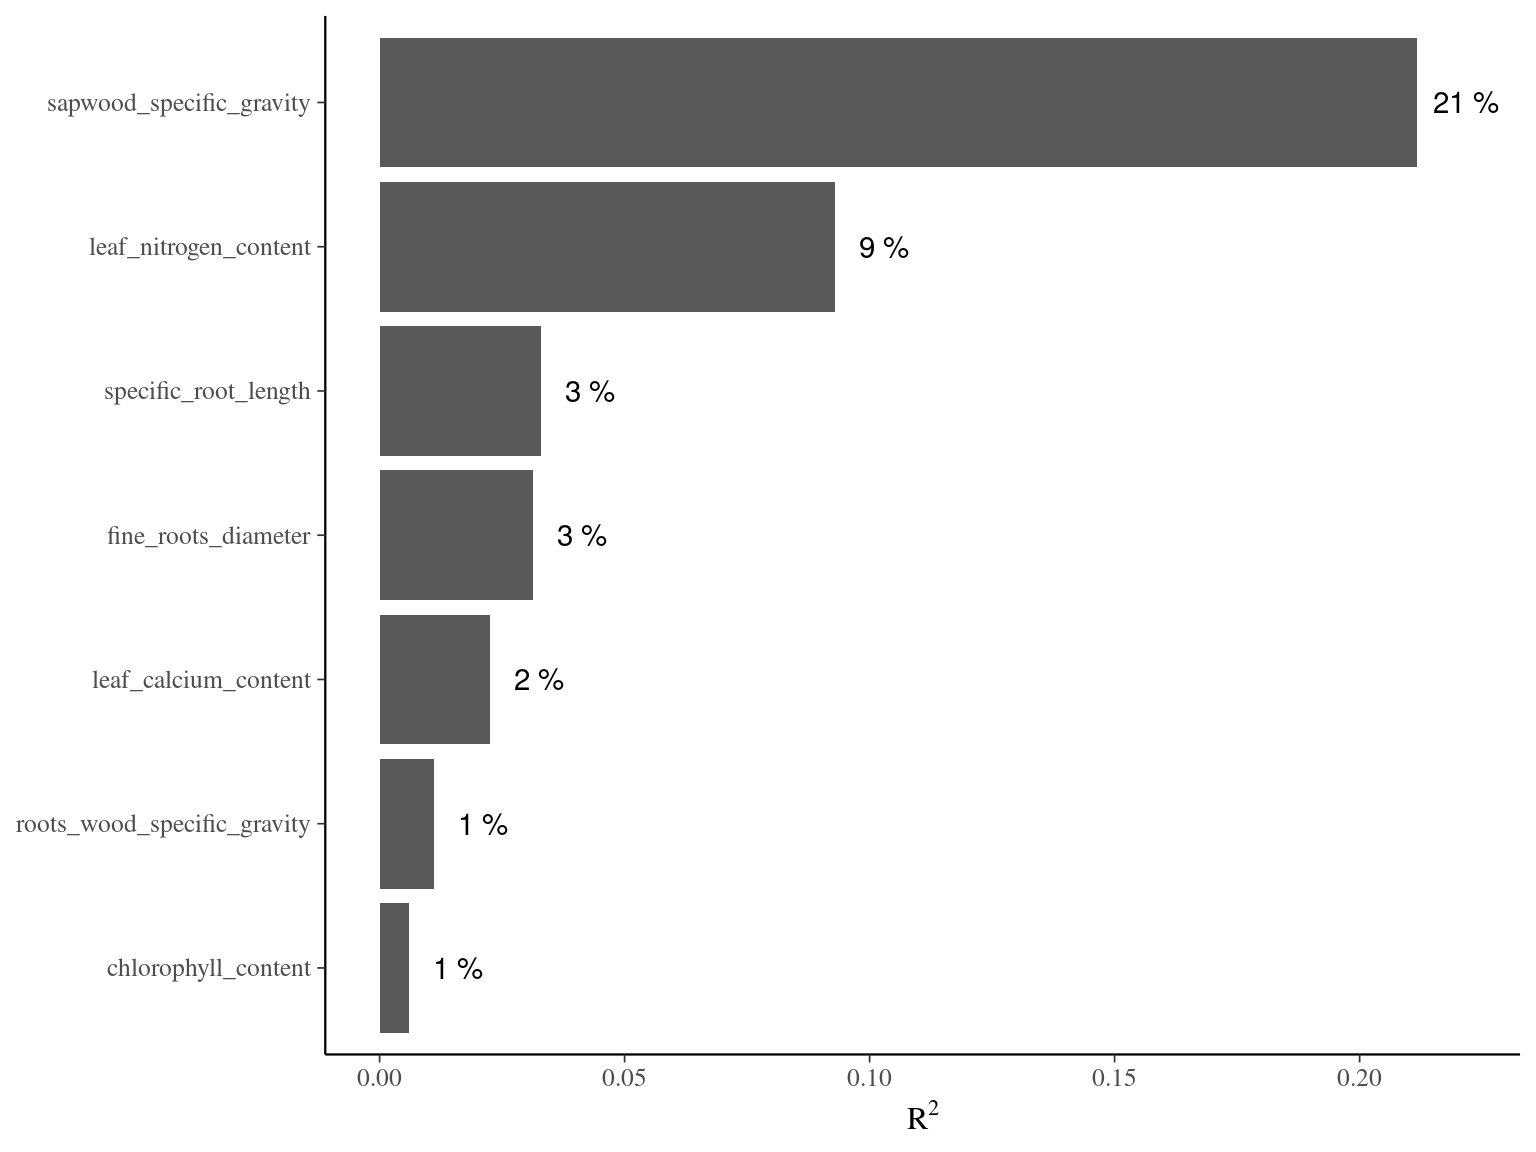 sapwood_specific_gravity 21 %
leaf_nitrogen_content 9 %
specific_root_length 3 %
fine_roots_diameter 3 %
leaf_calcium_content 2 %
roots_wood_specific_gravity 1 %
chlorophyll_content 1 %
0.00 0.05 0.10 0.15 0.20
R²